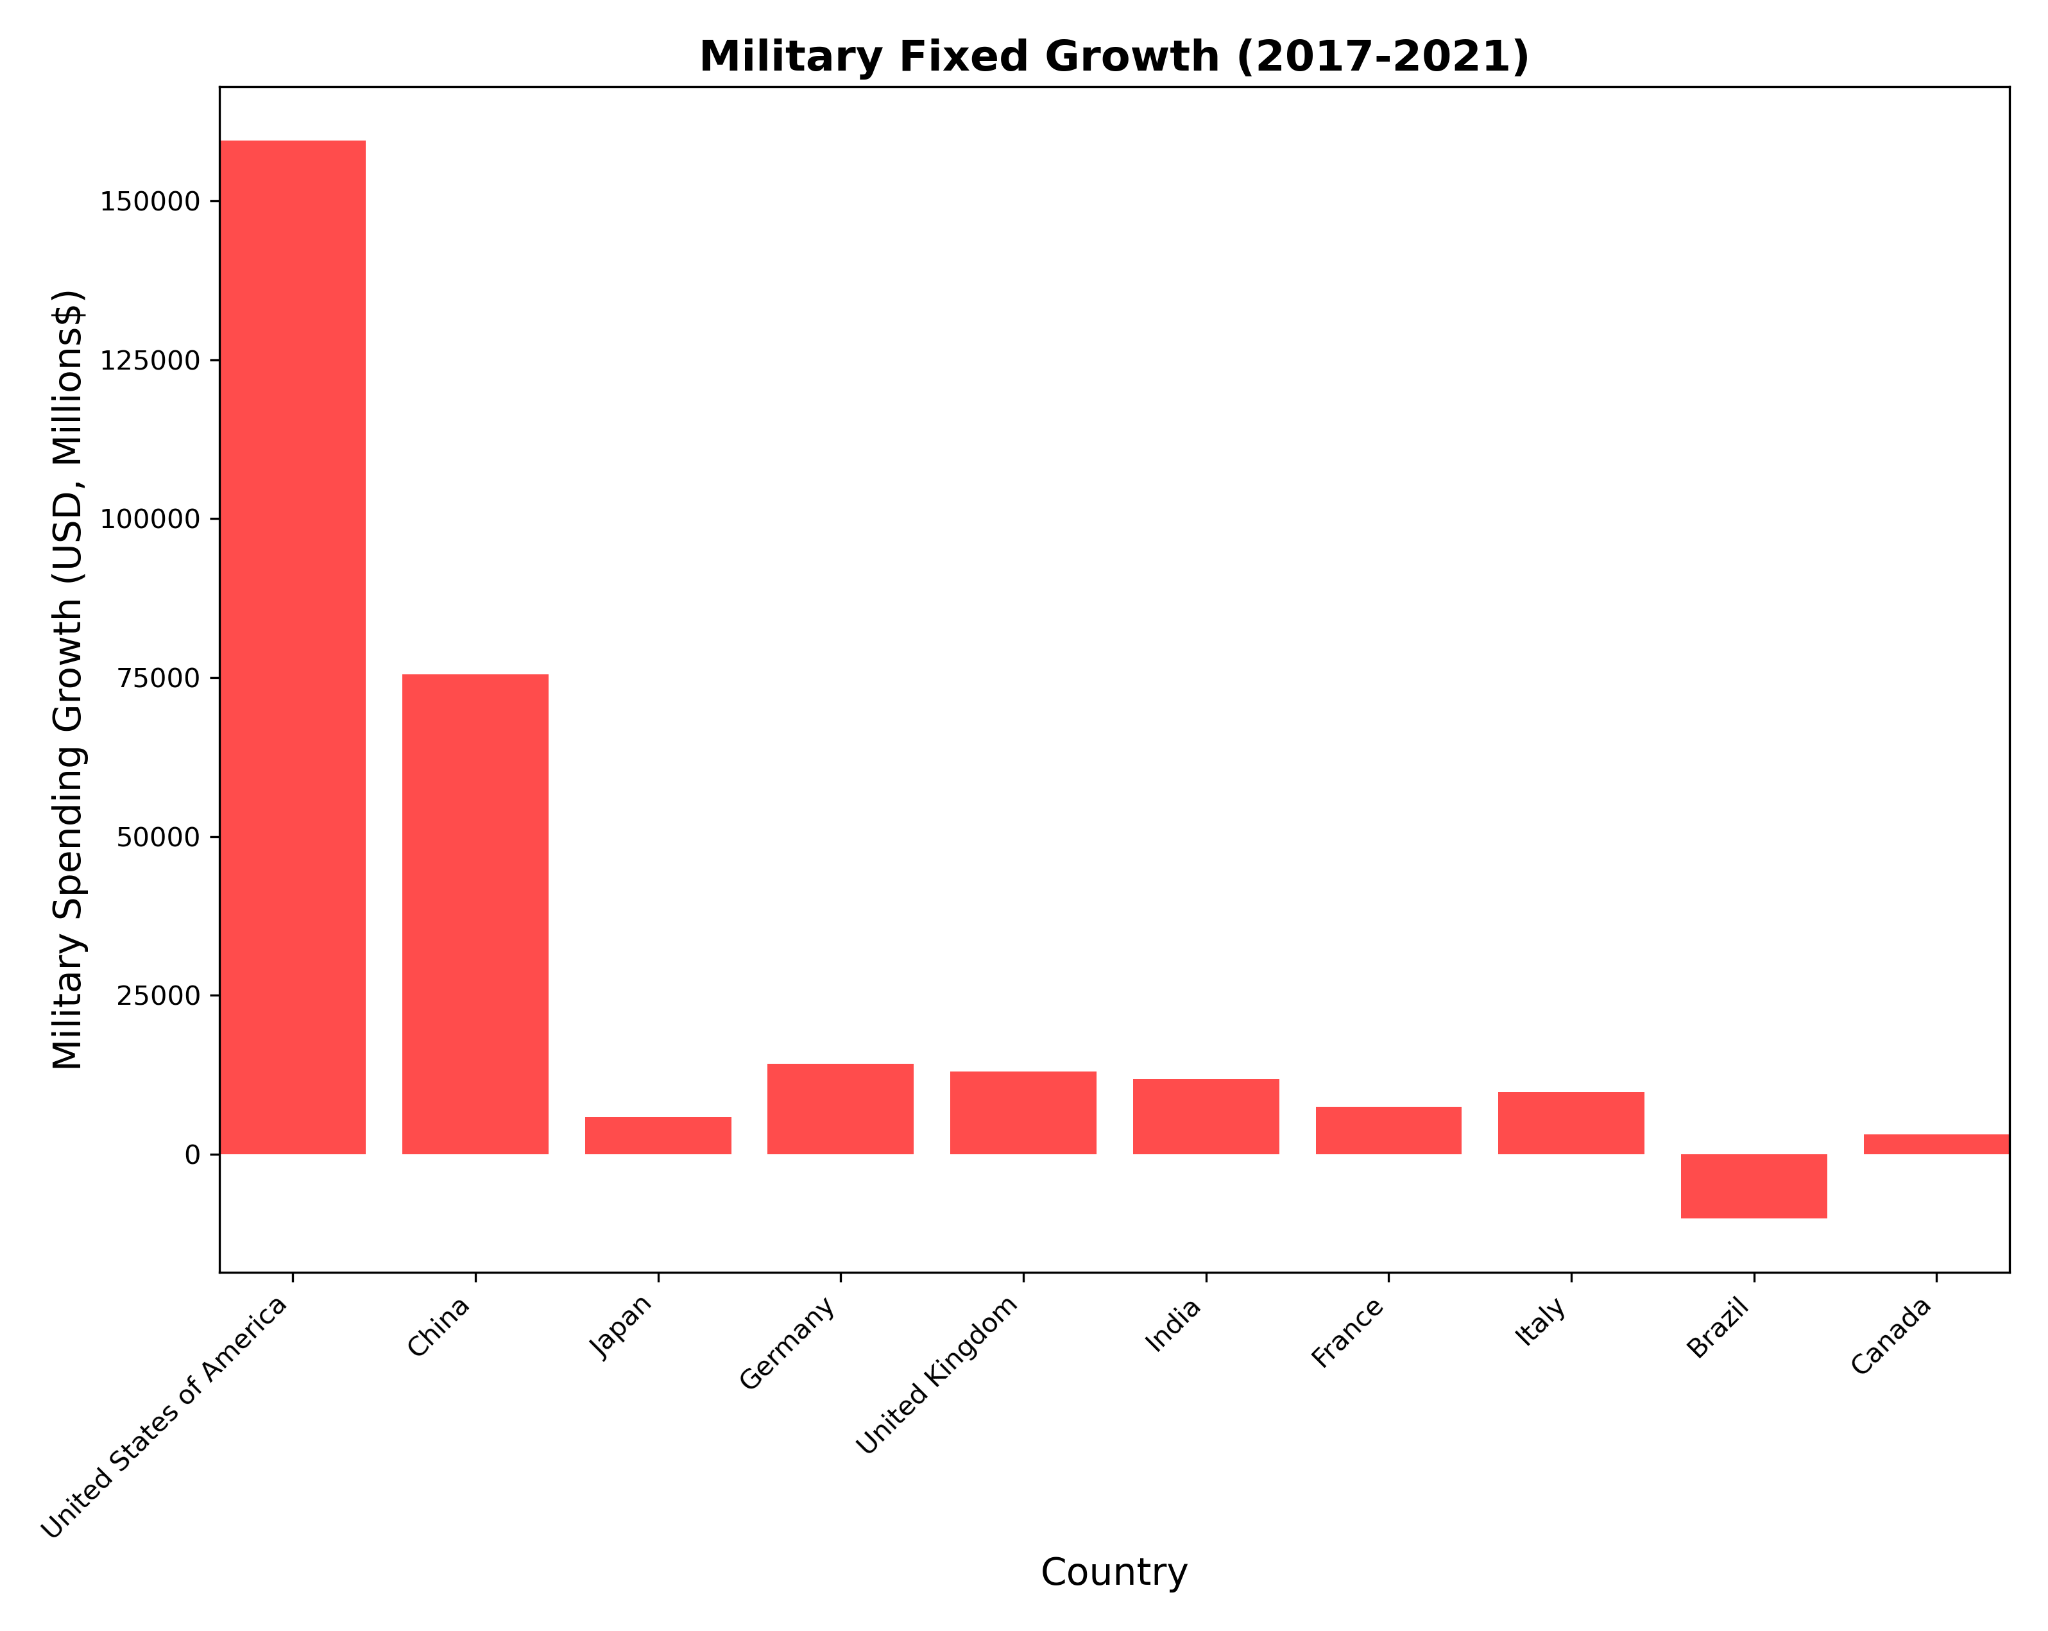 Military Fixed Growth (2017-2021)
Military Spending Growth (USD, Millions$)
150000
125000
100000
75000
50000
25000
0
United States of America
China
Japan
Germany
United Kingdom
India
France
Italy
Brazil
Canada
Country